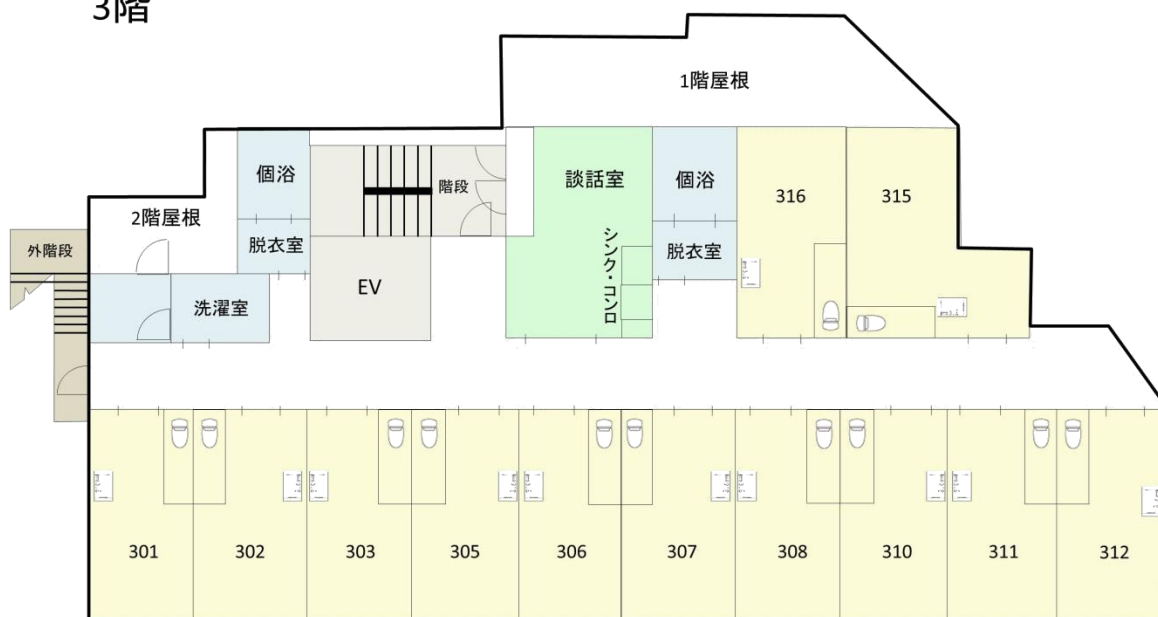 3階
1階屋根
個浴
階段
談話室
個浴
316
315
2階屋根
脱衣室
シンク・コンロ
脱衣室
外階段
EV
洗濯室
301
302
303
305
306
307
308
310
311
312